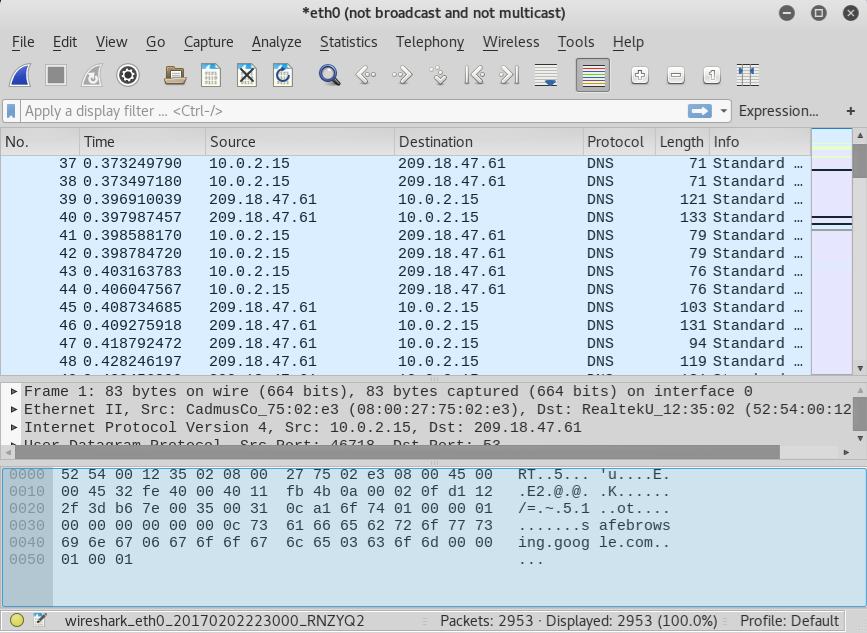 *eth0 (not broadcast and not multicast)
File Edit View Go Capture Analyze Statistics Telephony Wireless Tools Help
Apply a display filter ... <Ctrl-/> Expression... +
No. Time Source Destination Protocol Length Info
37 0.373249790 10.0.2.15 209.18.47.61 DNS 71 Standard …
38 0.373497180 10.0.2.15 209.18.47.61 DNS 71 Standard …
39 0.396910039 209.18.47.61 10.0.2.15 DNS 121 Standard …
40 0.397987457 209.18.47.61 10.0.2.15 DNS 133 Standard …
41 0.398588170 10.0.2.15 209.18.47.61 DNS 79 Standard …
42 0.398784720 10.0.2.15 209.18.47.61 DNS 79 Standard …
43 0.403163783 10.0.2.15 209.18.47.61 DNS 76 Standard …
44 0.406047567 10.0.2.15 209.18.47.61 DNS 76 Standard …
45 0.408734685 209.18.47.61 10.0.2.15 DNS 103 Standard …
46 0.409275918 209.18.47.61 10.0.2.15 DNS 131 Standard …
47 0.418792472 209.18.47.61 10.0.2.15 DNS 94 Standard …
48 0.428246197 209.18.47.61 10.0.2.15 DNS 119 Standard …
Frame 1: 83 bytes on wire (664 bits), 83 bytes captured (664 bits) on interface 0
Ethernet II, Src: CadmusCo_75:02:e3 (08:00:27:75:02:e3), Dst: RealtekU_12:35:02 (52:54:00:12
Internet Protocol Version 4, Src: 10.0.2.15, Dst: 209.18.47.61
User Datagram Protocol, Src Port: 46718, Dst Port: 53
0000 52 54 00 12 35 02 08 00 27 75 02 e3 08 00 45 00 RT..5... 'u....E.
0010 00 45 32 fe 40 00 40 11 fb 4b 0a 00 02 0f d1 12 .E2.@.@. .K......
0020 2f 3d b6 7e 00 35 00 31 0c a1 6f 74 01 00 00 01 /=.~.5.1 ..ot....
0030 00 00 00 00 00 00 0c 73 61 66 65 62 72 6f 77 73 .......s afebrows
0040 69 6e 67 06 67 6f 6f 67 6c 65 03 63 6f 6d 00 00 ing.goog le.com..
0050 01 00 01 ...
wireshark_eth0_20170202223000_RNZYQ2 Packets: 2953 · Displayed: 2953 (100.0%) Profile: Default